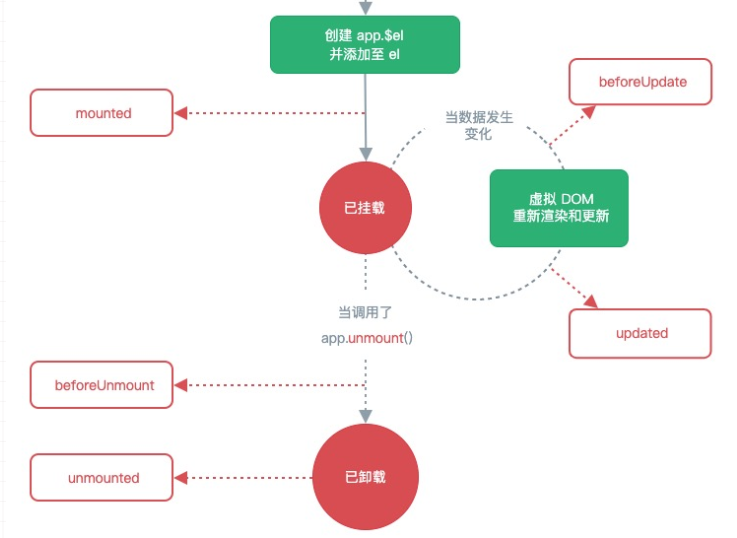 创建 app.$el
并添加至 el
beforeUpdate
mounted
当数据发生
变化
已挂载
虚拟 DOM
重新渲染和更新
当调用了
app.unmount()
updated
beforeUnmount
unmounted
已卸载